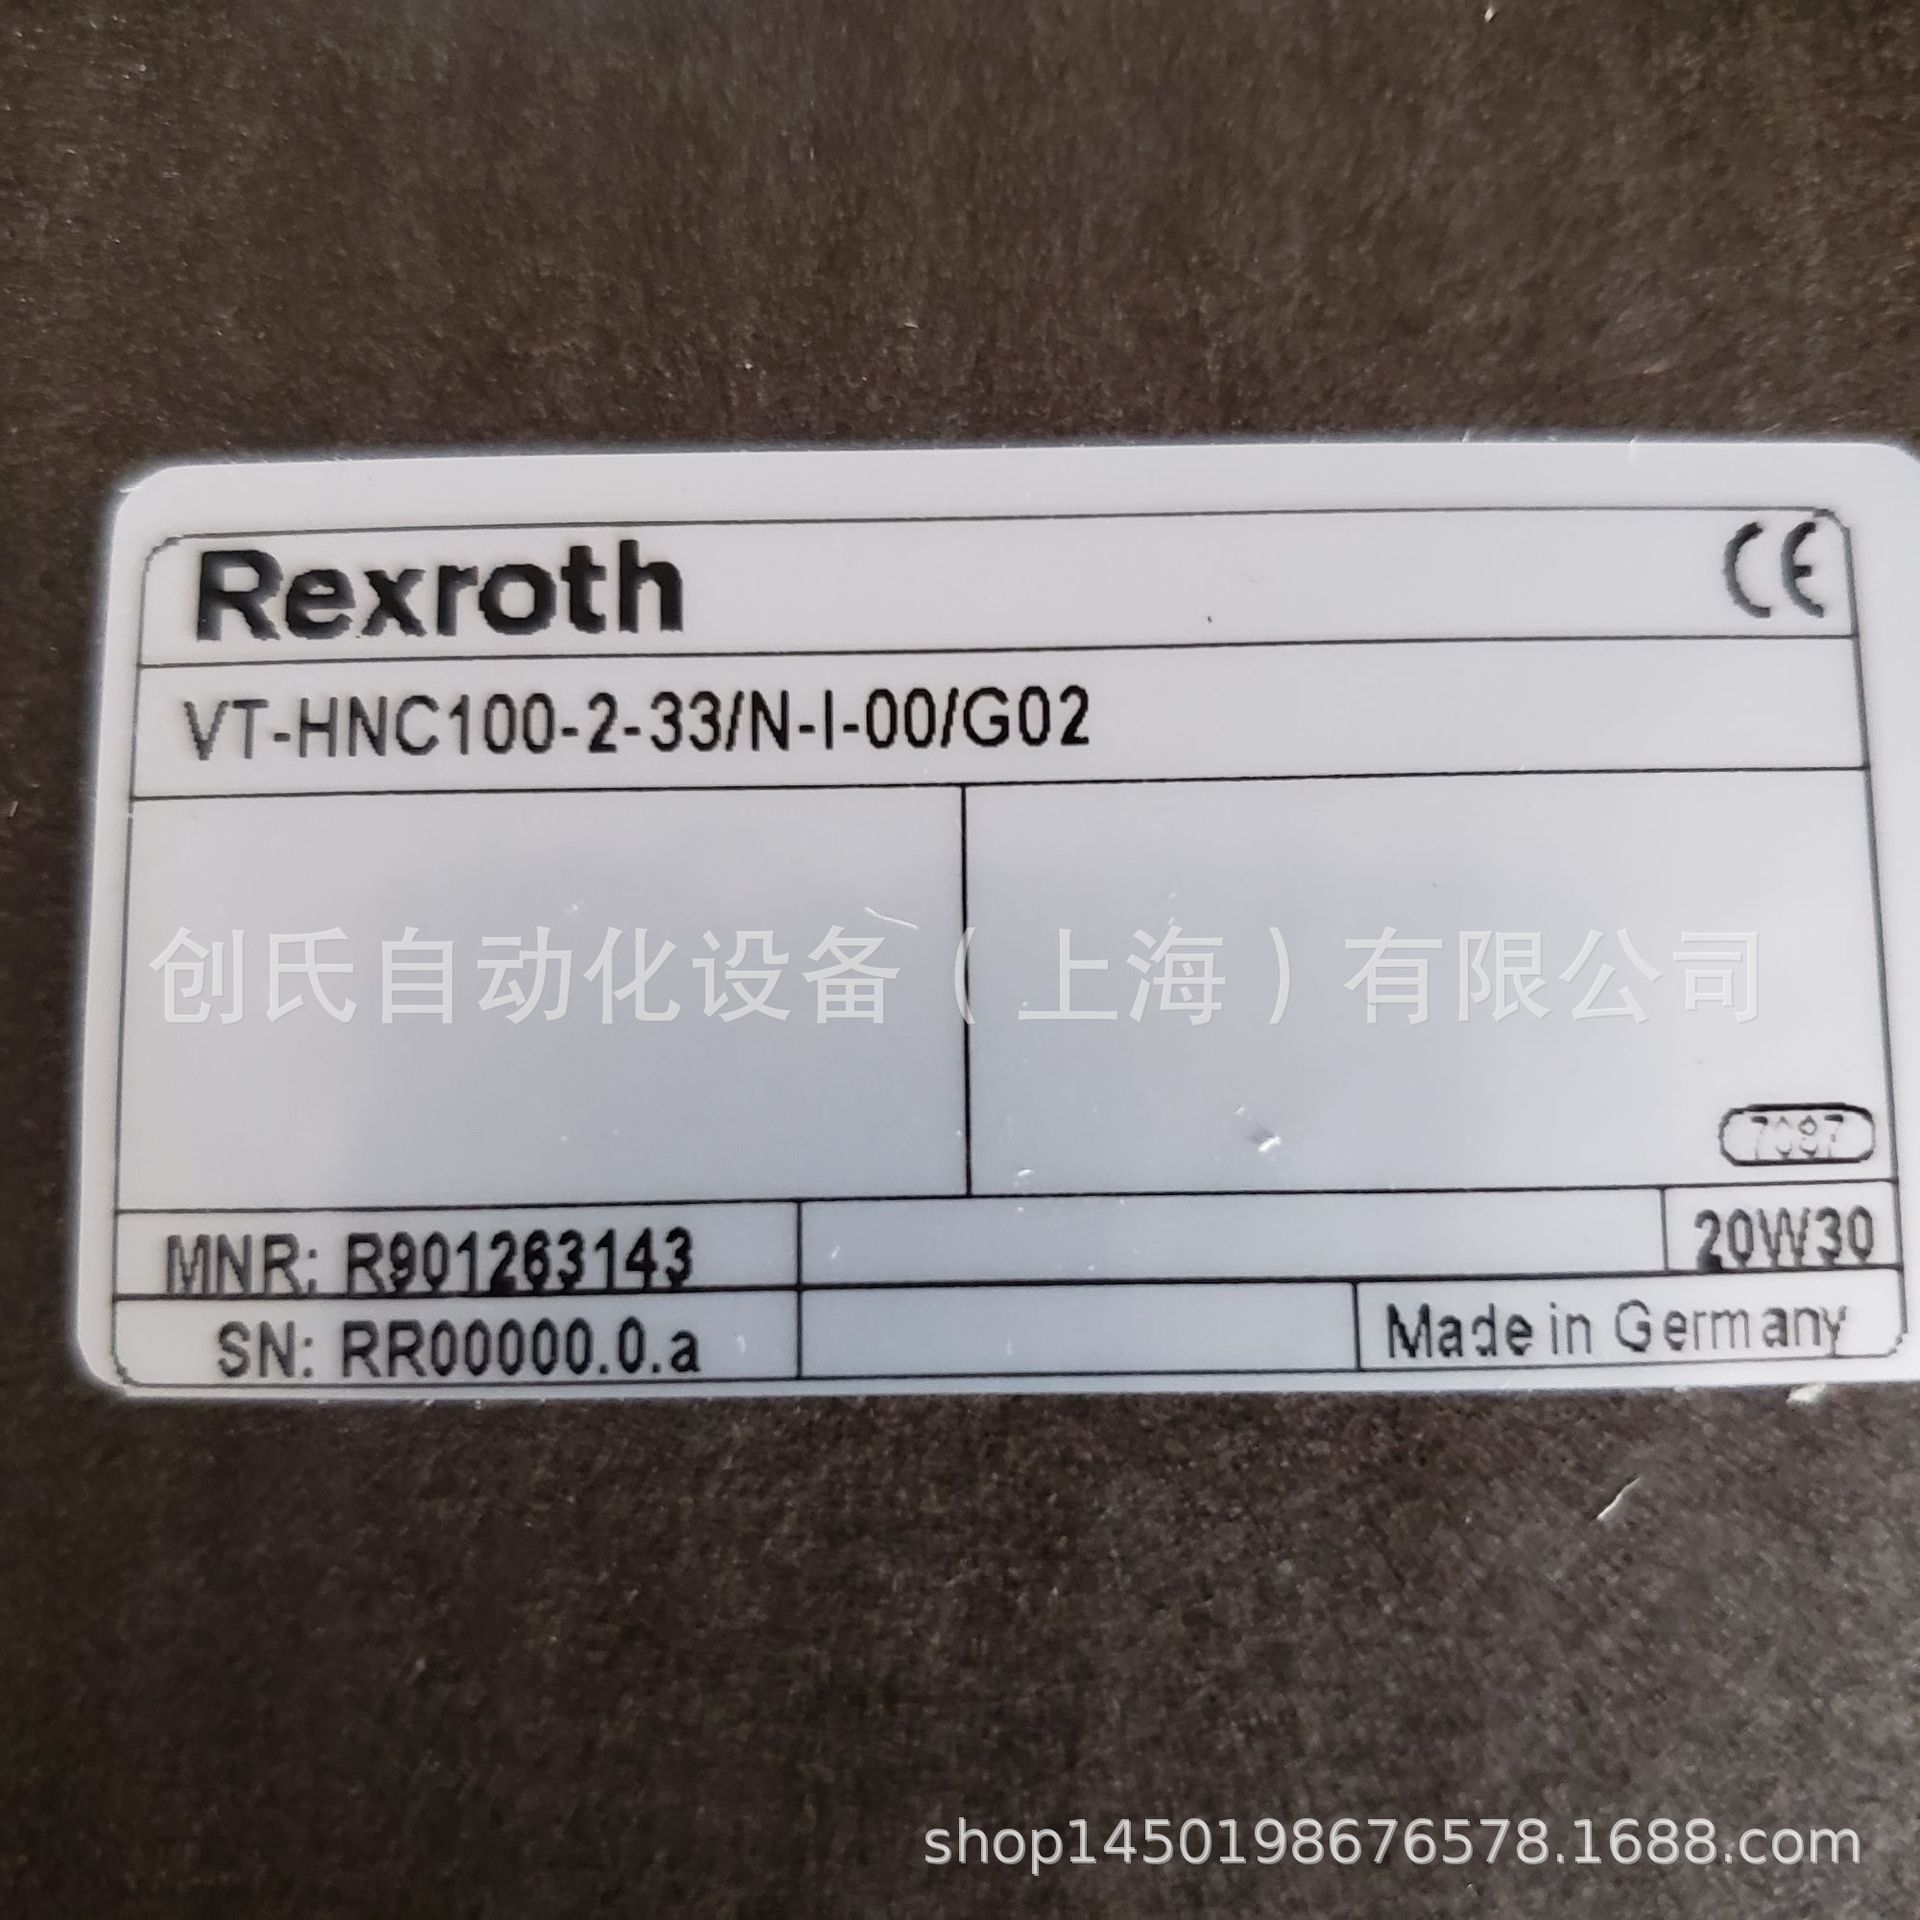 Rexroth
CE
VT-HNC100-2-33/N-I-00/G02
创氏自动化设备(上海)有限公司
7087
MNR: R901263143
20W30
SN: RR00000.0.a
Made in Germany
shop1450198676578.1688.com